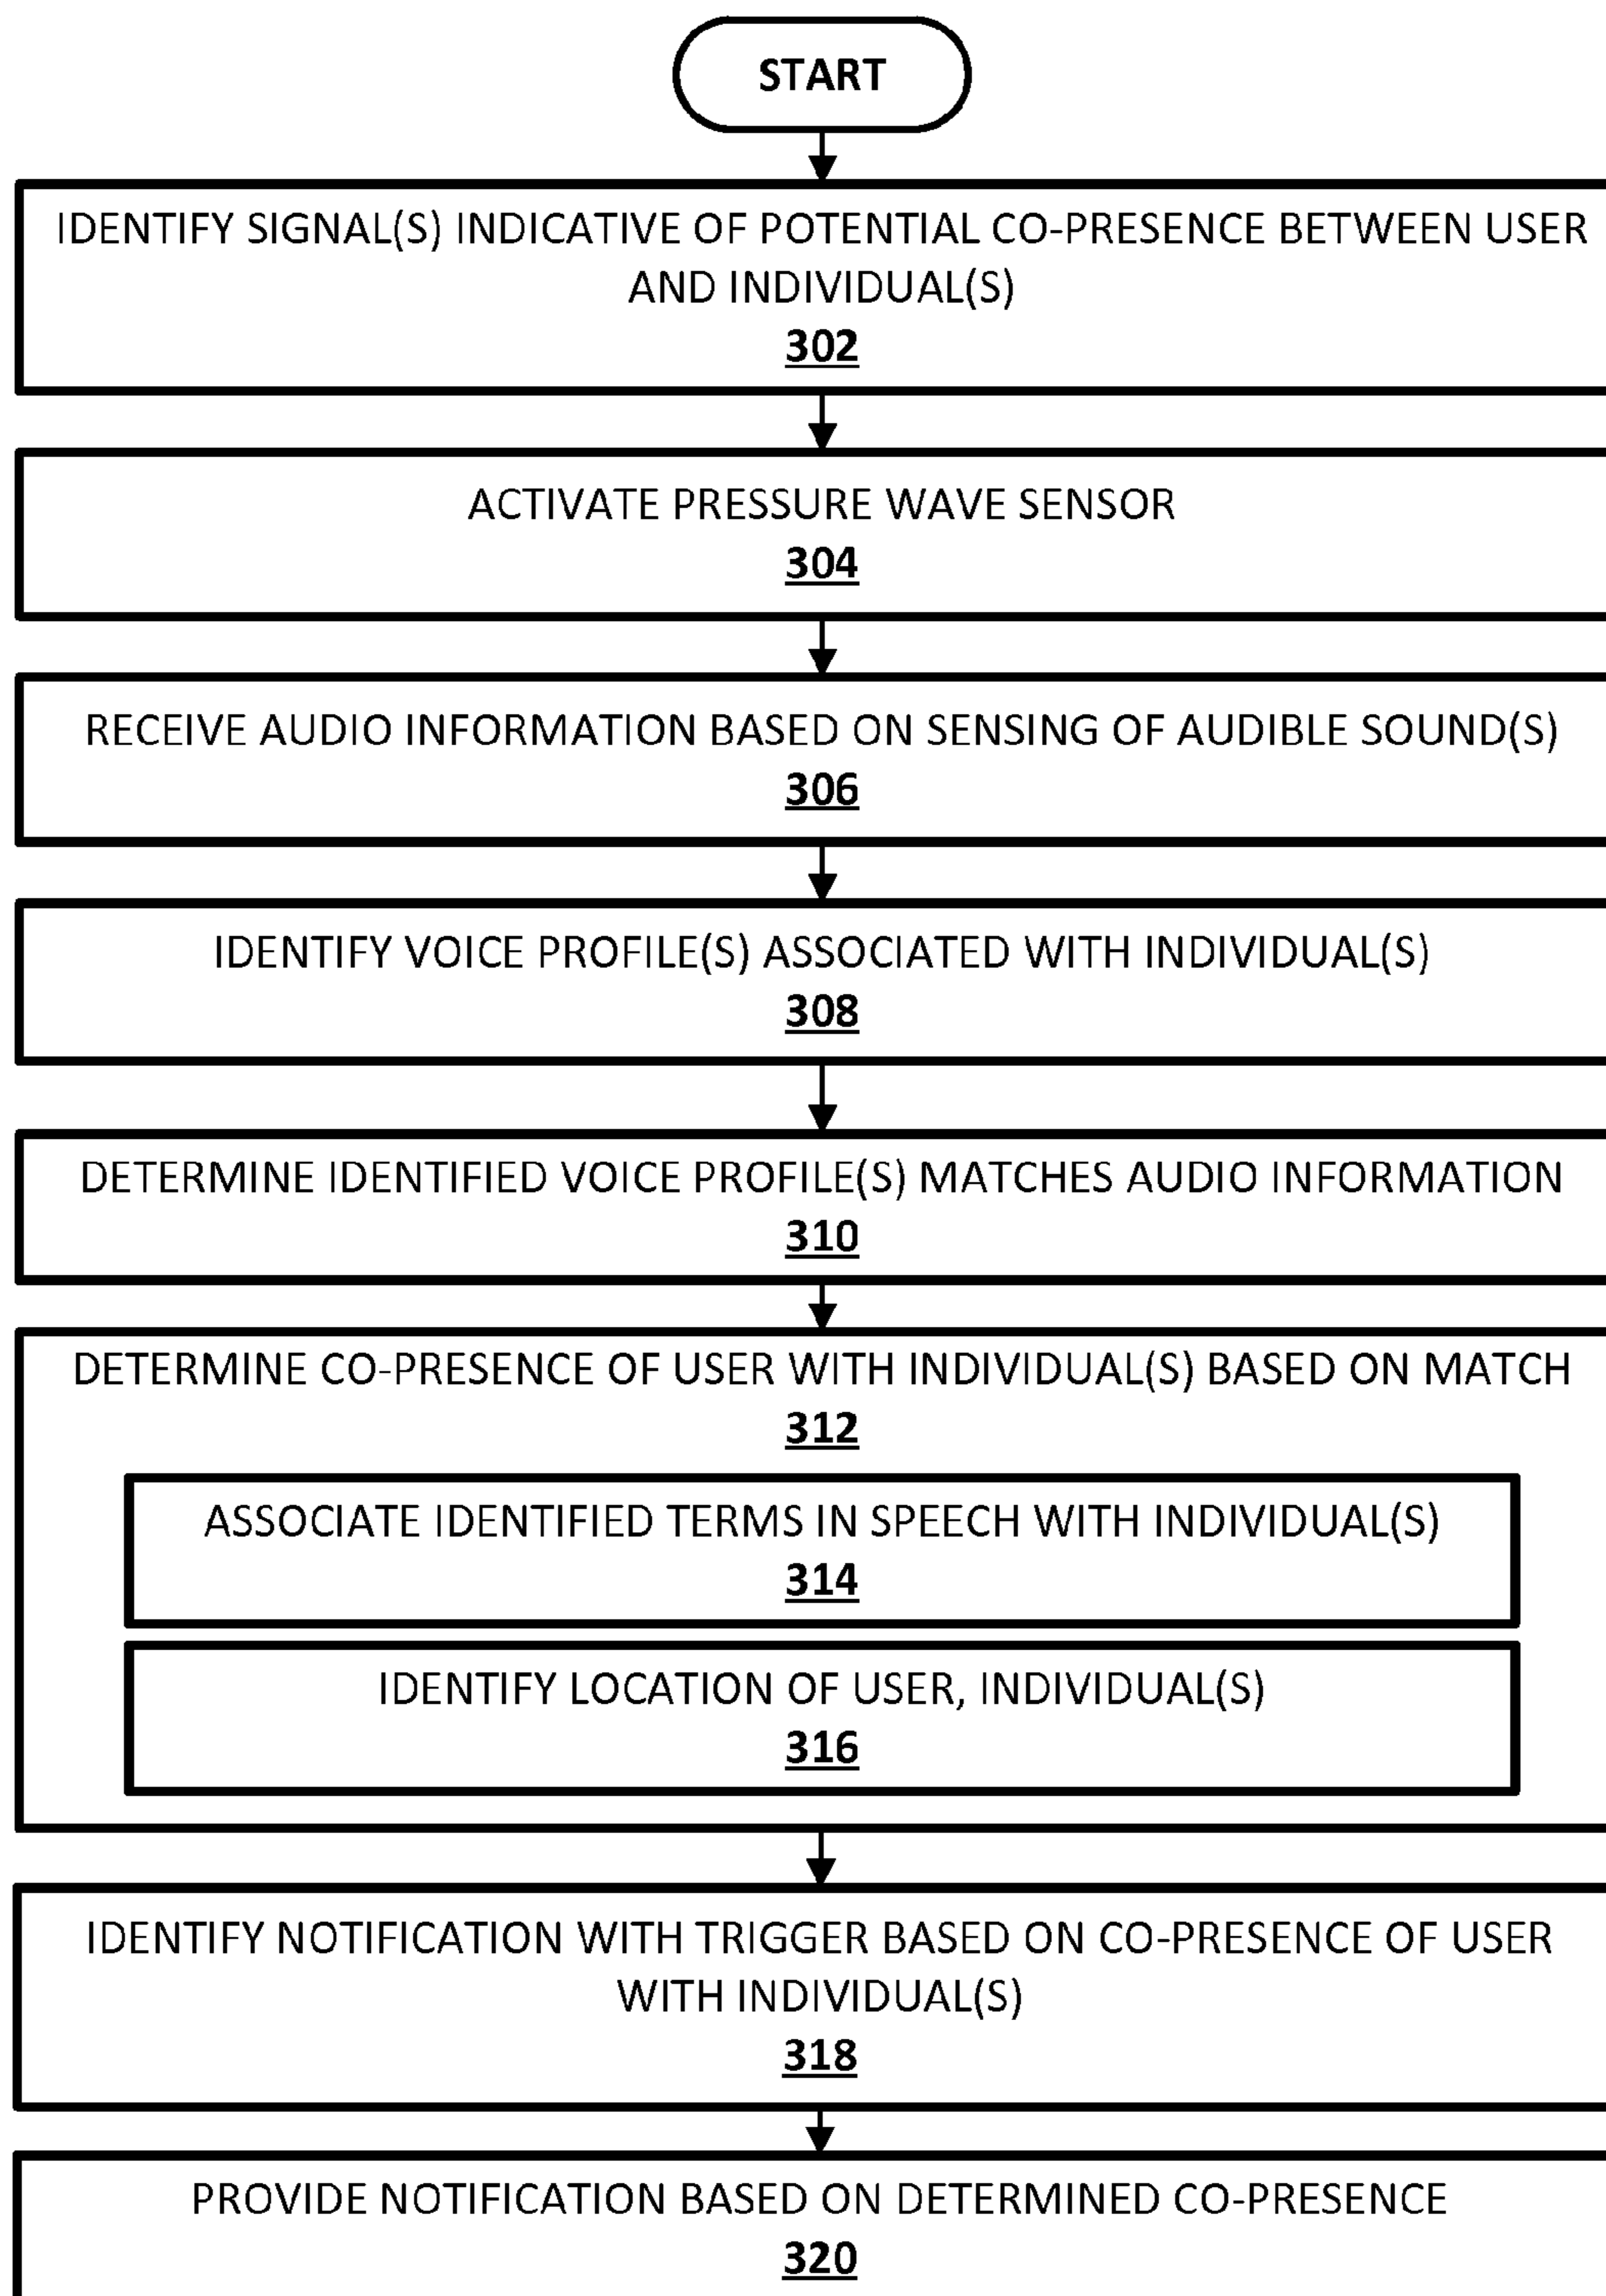 START
IDENTIFY SIGNAL(S) INDICATIVE OF POTENTIAL CO-PRESENCE BETWEEN USER
AND INDIVIDUAL(S)
302
ACTIVATE PRESSURE WAVE SENSOR
304
RECEIVE AUDIO INFORMATION BASED ON SENSING OF AUDIBLE SOUND(S)
306
IDENTIFY VOICE PROFILE(S) ASSOCIATED WITH INDIVIDUAL(S)
308
DETERMINE IDENTIFIED VOICE PROFILE(S) MATCHES AUDIO INFORMATION
310
DETERMINE CO-PRESENCE OF USER WITH INDIVIDUAL(S) BASED ON MATCH
312
ASSOCIATE IDENTIFIED TERMS IN SPEECH WITH INDIVIDUAL(S)
314
IDENTIFY LOCATION OF USER, INDIVIDUAL(S)
316
IDENTIFY NOTIFICATION WITH TRIGGER BASED ON CO-PRESENCE OF USER
WITH INDIVIDUAL(S)
318
PROVIDE NOTIFICATION BASED ON DETERMINED CO-PRESENCE
320